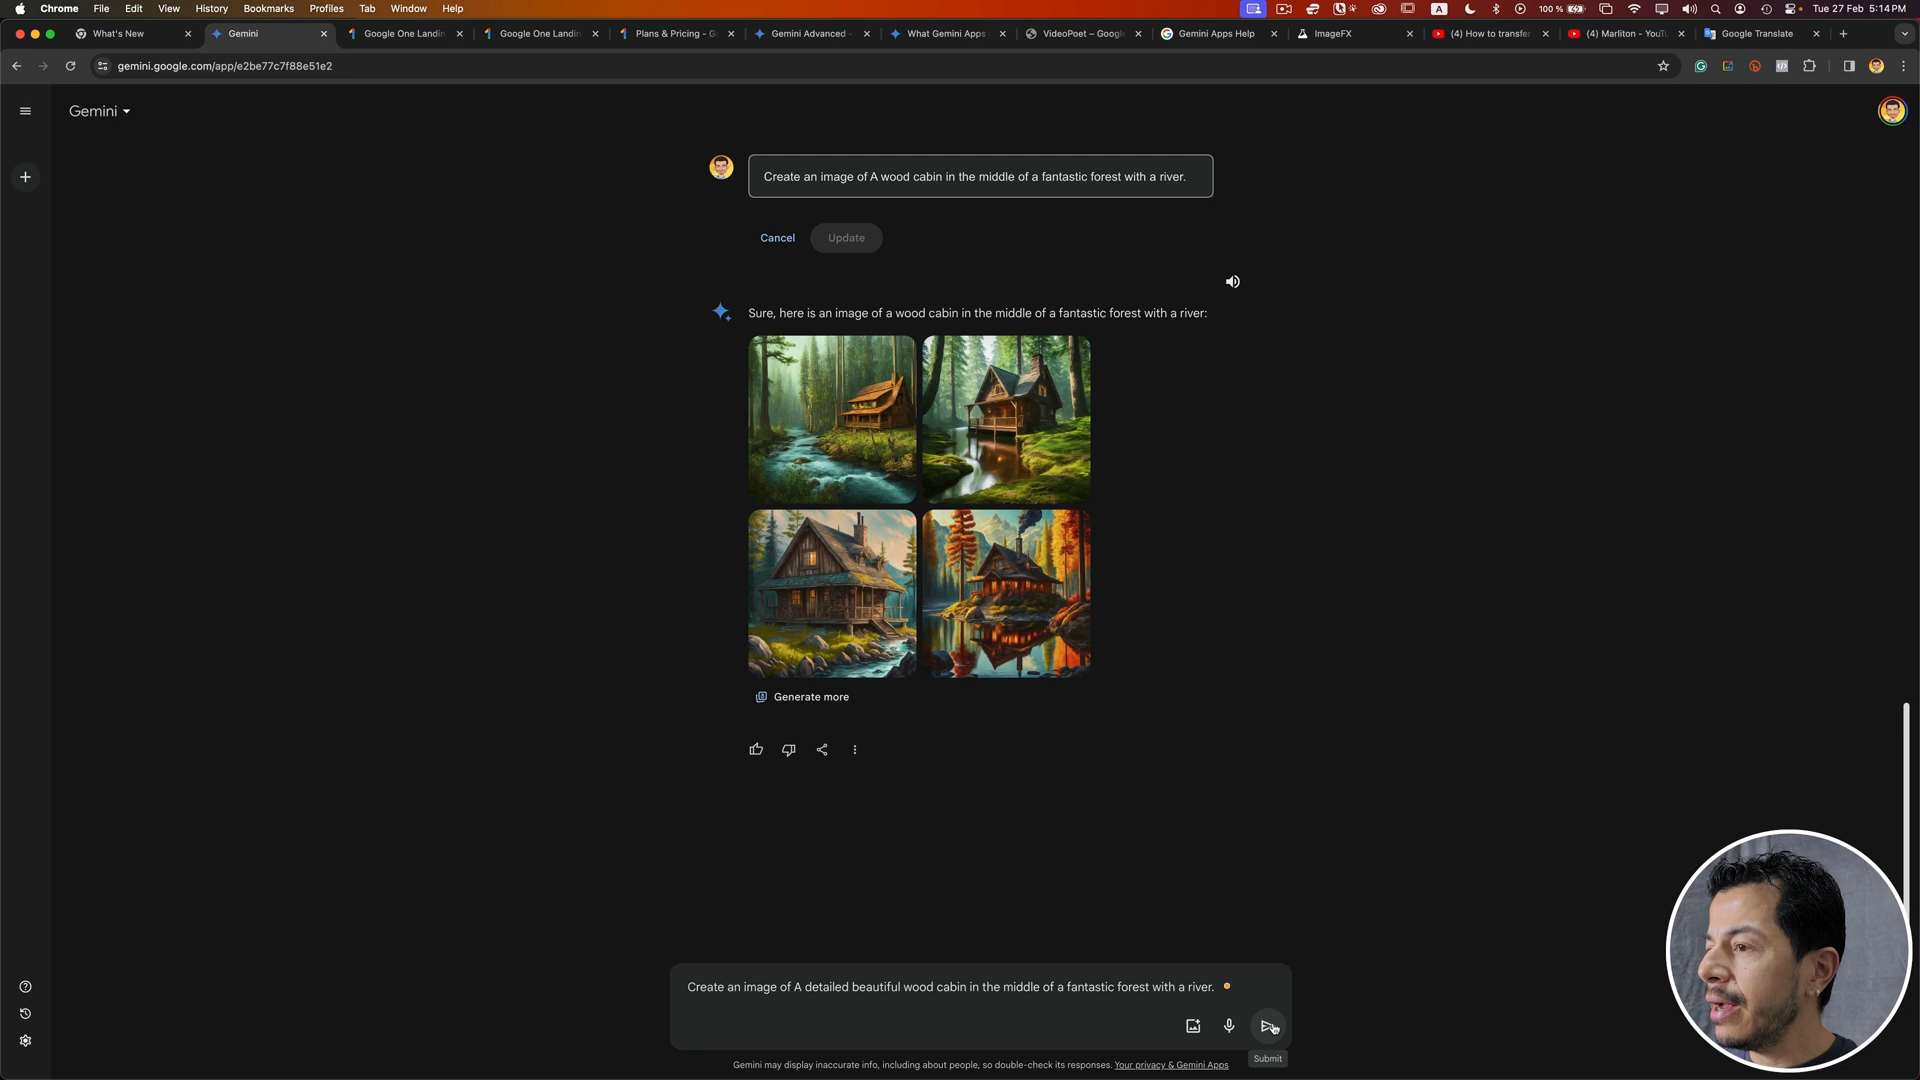 Chrome File Edit View History Bookmarks Profiles Tab Window Help
100 % Tue 27 Feb 5:14 PM
What's New
Gemini
Google One Landin
Google One Landin
Plans & Pricing - G
Gemini Advanced -
What Gemini Apps
VideoPoet – Google
Gemini Apps Help
ImageFX
(4) How to transfer
(4) Marliton - YouTu
Google Translate
gemini.google.com/app/e2be77c7f88e51e2
Gemini
Create an image of A wood cabin in the middle of a fantastic forest with a river.
Cancel Update
Sure, here is an image of a wood cabin in the middle of a fantastic forest with a river:
Generate more
Create an image of A detailed beautiful wood cabin in the middle of a fantastic forest with a river.
Submit
Gemini may display inaccurate info, including about people, so double-check its responses. Your privacy & Gemini Apps